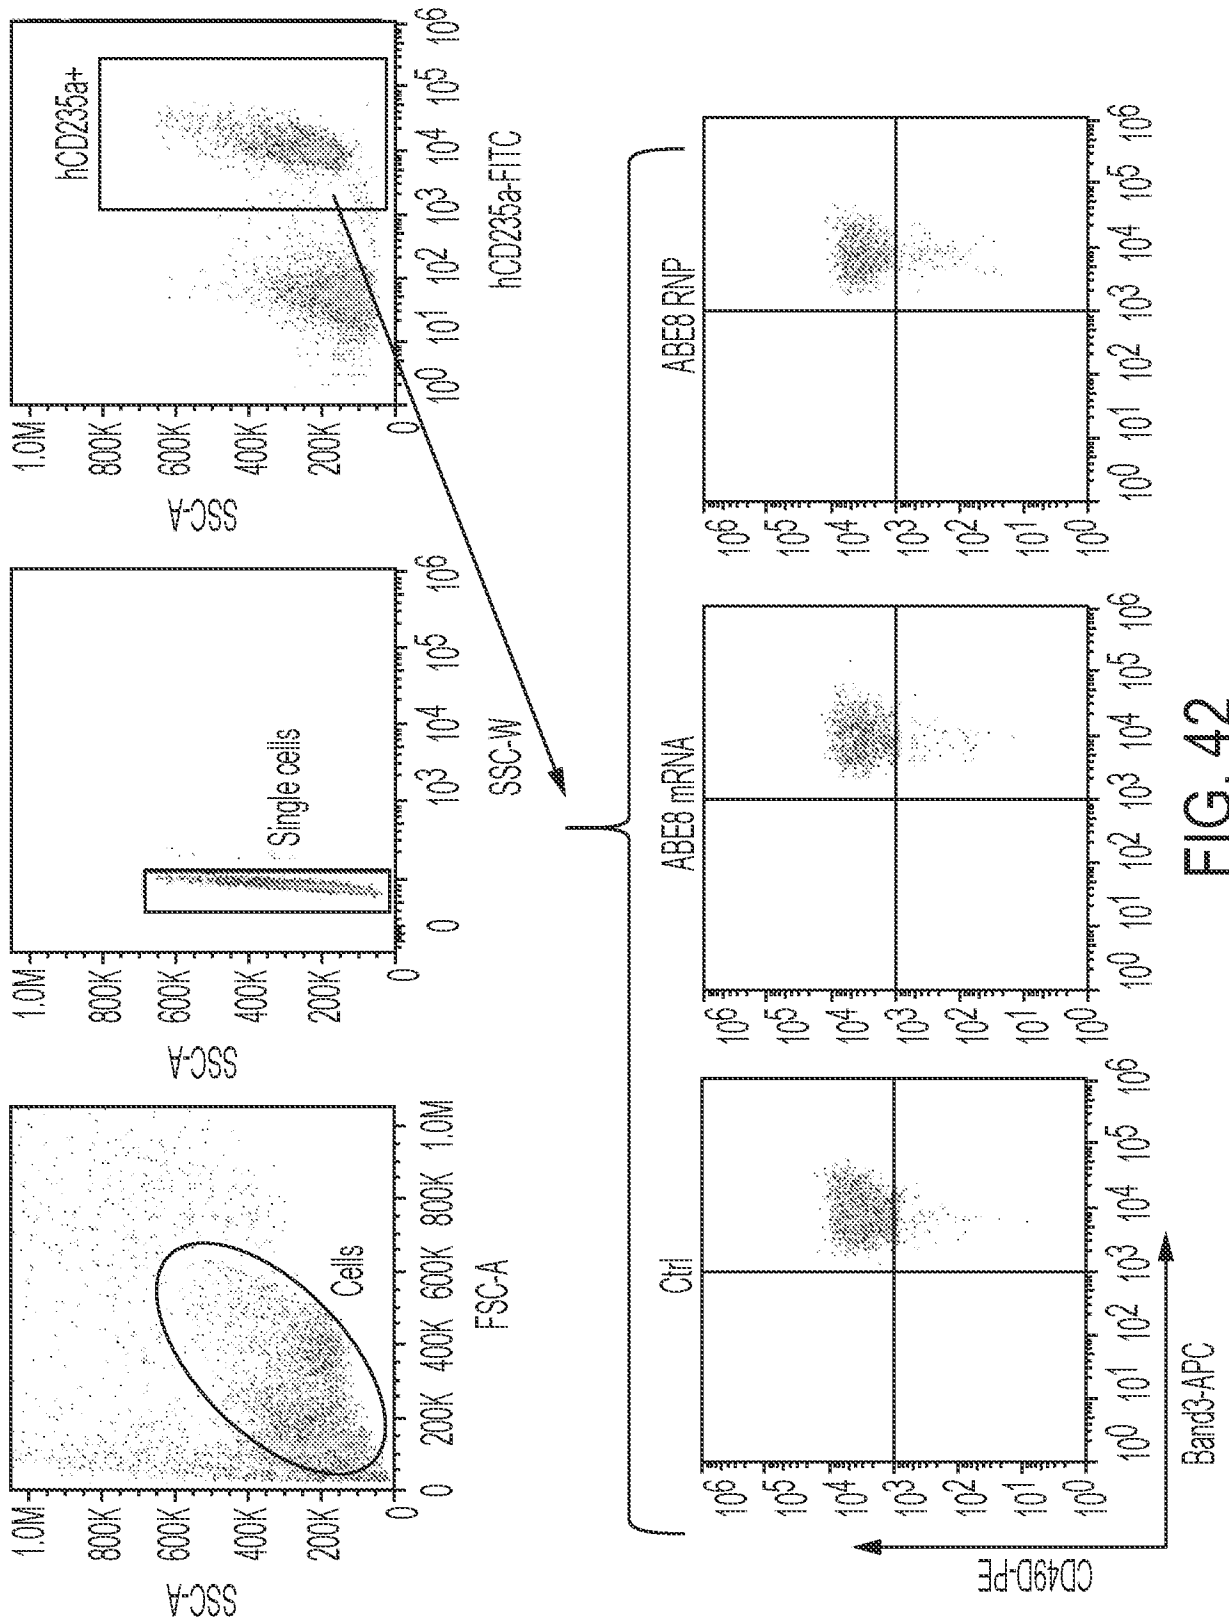 1.0M
800K
600K
400K
200K
0
SSC-A
0 200K 400K 600K 800K 1.0M
FSC-A
Cells
1.0M
800K
600K
400K
200K
0
SSC-A
0 10³ 10⁴ 10⁵ 10⁶
SSC-W
Single cells
1.0M
800K
600K
400K
200K
0
SSC-A
10⁰ 10¹ 10² 10³ 10⁴ 10⁵ 10⁶
hCD235a-FITC
hCD235a+
Ctrl
10⁶
10⁵
10⁴
10³
10²
10¹
10⁰
10⁰ 10¹ 10² 10³ 10⁴ 10⁵ 10⁶
ABE8 mRNA
10⁶
10⁵
10⁴
10³
10²
10¹
10⁰
10⁰ 10¹ 10² 10³ 10⁴ 10⁵ 10⁶
ABE8 RNP
10⁶
10⁵
10⁴
10³
10²
10¹
10⁰
10⁰ 10¹ 10² 10³ 10⁴ 10⁵ 10⁶
CD49D-PE
Band3-APC
FIG. 42